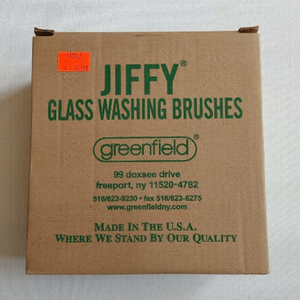 JIFFY®
GLASS WASHING BRUSHES
greenfield®
99 doxsee drive
freeport, ny 11520-4782
516/623-9230 • fax 516/623-8275
www.greenfieldny.com
MADE IN THE U.S.A.
WHERE WE STAND BY OUR QUALITY